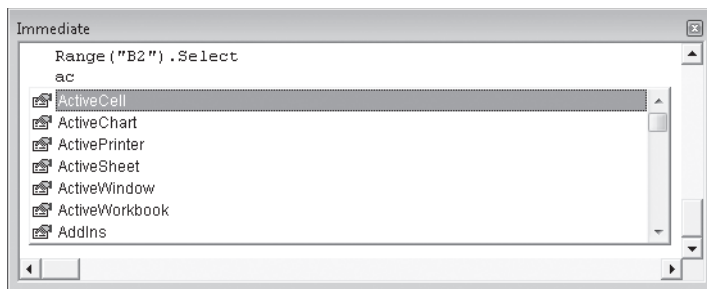 Immediate
Range("B2").Select
ac
ActiveCell
ActiveChart
ActivePrinter
ActiveSheet
ActiveWindow
ActiveWorkbook
AddIns